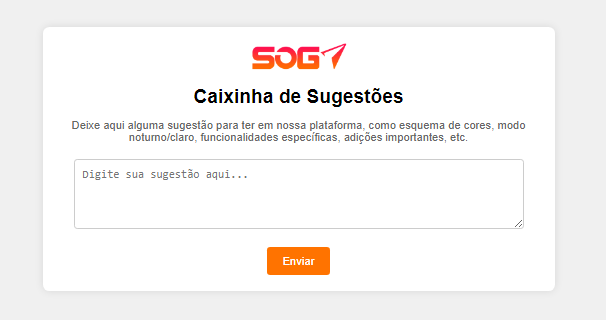 SOG
Caixinha de Sugestões
Deixe aqui alguma sugestão para ter em nossa plataforma, como esquema de cores, modo
noturno/claro, funcionalidades específicas, adições importantes, etc.
Digite sua sugestão aqui...
Enviar